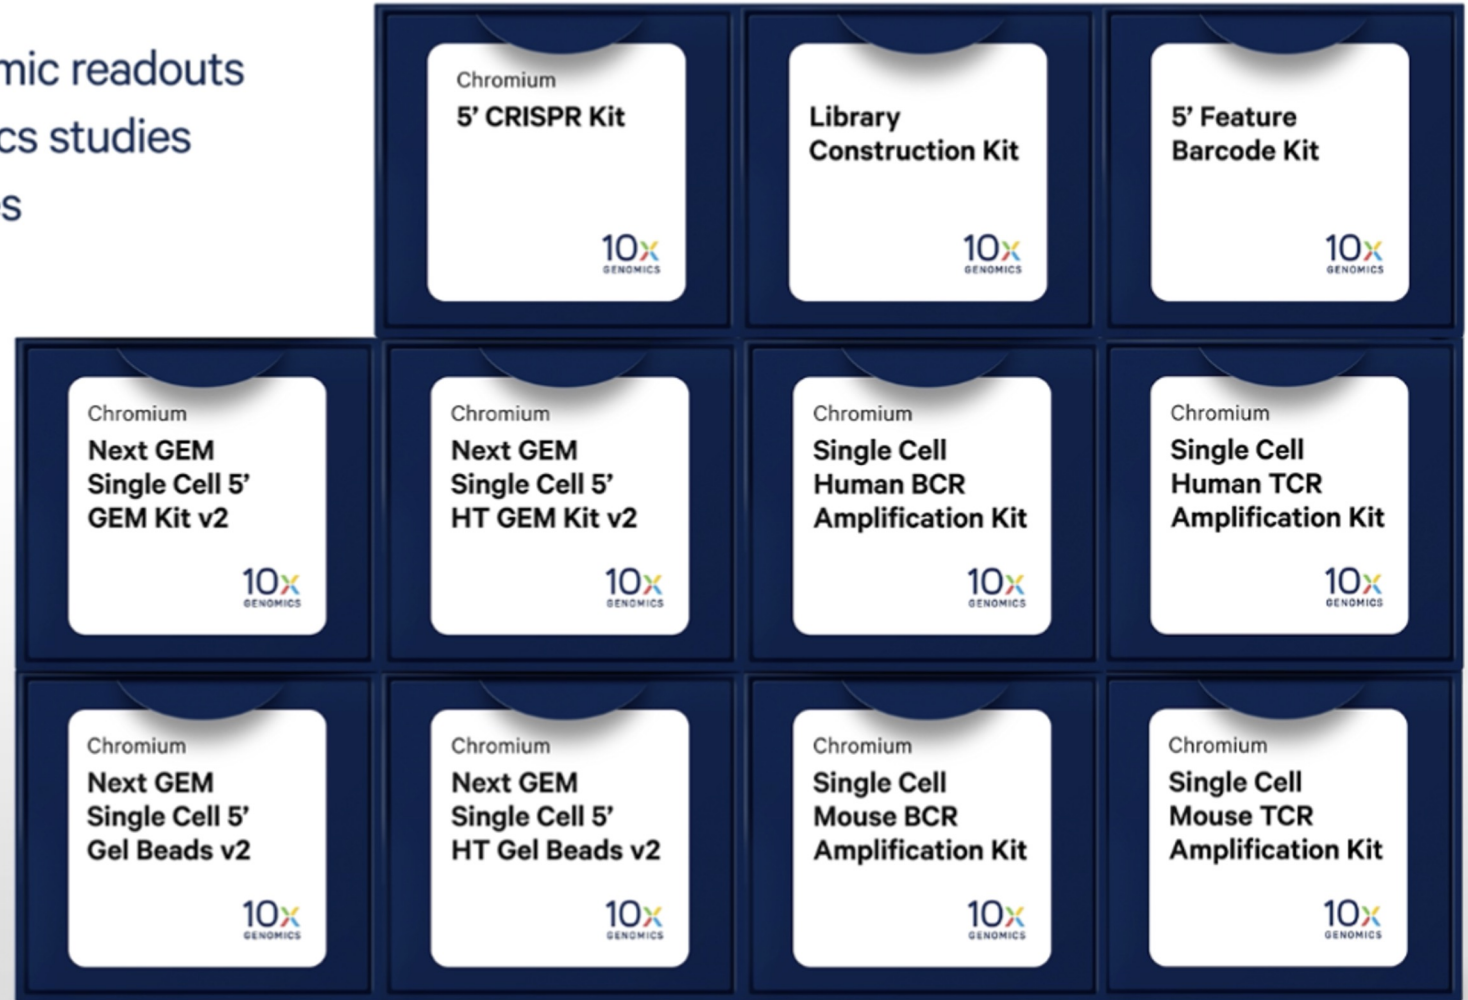 mic readouts
cs studies
s
Chromium
5’ CRISPR Kit
10x
GENOMICS
Library
Construction Kit
10x
GENOMICS
5’ Feature
Barcode Kit
10x
GENOMICS
Chromium
Next GEM
Single Cell 5’
GEM Kit v2
10x
GENOMICS
Chromium
Next GEM
Single Cell 5’
HT GEM Kit v2
10x
GENOMICS
Chromium
Single Cell
Human BCR
Amplification Kit
10x
GENOMICS
Chromium
Single Cell
Human TCR
Amplification Kit
10x
GENOMICS
Chromium
Next GEM
Single Cell 5’
Gel Beads v2
10x
GENOMICS
Chromium
Next GEM
Single Cell 5’
HT Gel Beads v2
10x
GENOMICS
Chromium
Single Cell
Mouse BCR
Amplification Kit
10x
GENOMICS
Chromium
Single Cell
Mouse TCR
Amplification Kit
10x
GENOMICS